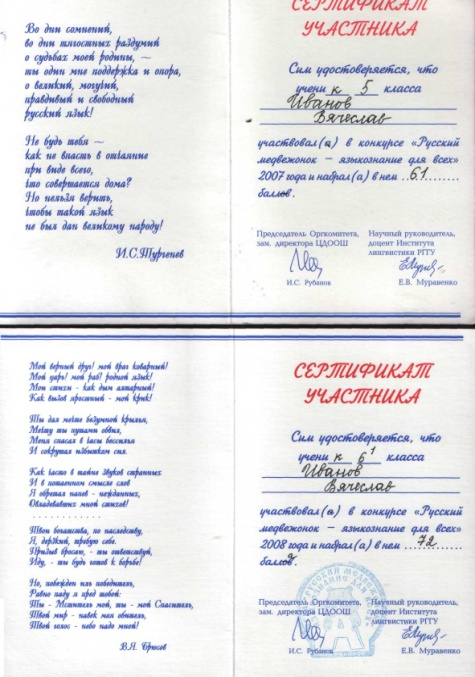 Во дни сомнений,
во дни тягостных раздумий
о судьбах моей родины, —
ты один мне поддержка и опора,
о великий, могучий,
правдивый и свободный
русский язык!
Не будь тебя —
как не впасть в отчаяние
при виде всего,
что совершается дома?
Но нельзя верить,
чтобы такой язык
не был дан великому народу!
И.С.Тургенев
СЕРТИФИКАТ
УЧАСТНИКА
Сим удостоверяется, что
учени к 5 класса
Иванов
Вячеслав
участвовал(а) в конкурсе «Русский
медвежонок – языкознание для всех»
2007 года и набрал(а) в нем ..61.......
баллов.
Председатель Оргкомитета,
зам. директора ЦДООШ
И.С. Рубанов
Научный руководитель,
доцент Института
лингвистики РГГУ
Е.В. Муравенко
Мой верный друг! мой враг коварный!
Мой царь! мой раб! родной язык!
Мои стихи - как дым алтарный!
Как вызов яростный - мой крик!
Ты дал мечте безумной крылья,
Мечту ты путами обвил,
Меня спасал в часы бессилья
И сокрушал избытком сил.
Как часто в тайне звуков странных
И в потаенном смысле слов
Я обретал напев - нежданных,
Овладевавших мной стихов!
. . . . . . . . . .
Твои богатства, по наследству,
Я, дерзкий, требую себе.
Призыв бросаю, - ты ответствуй,
Иду, - ты будь готов к борьбе!
Но, побежден иль победитель,
Равно паду я пред тобой:
Ты - Мститель мой, ты - мой Спаситель,
Твой мир - навек моя обитель,
Твой голос - небо надо мной!
В.Я. Брюсов
СЕРТИФИКАТ
УЧАСТНИКА
Сим удостоверяется, что
учени к 6¹ класса
Иванов
Вячеслав
участвовал(а) в конкурсе «Русский
медвежонок – языкознание для всех»
2008 года и набрал(а) в нем ...72.......
баллов.
Председатель Оргкомитета,
зам. директора ЦДООШ
И.С. Рубанов
Научный руководитель,
доцент Института
лингвистики РГГУ
Е.В. Муравенко